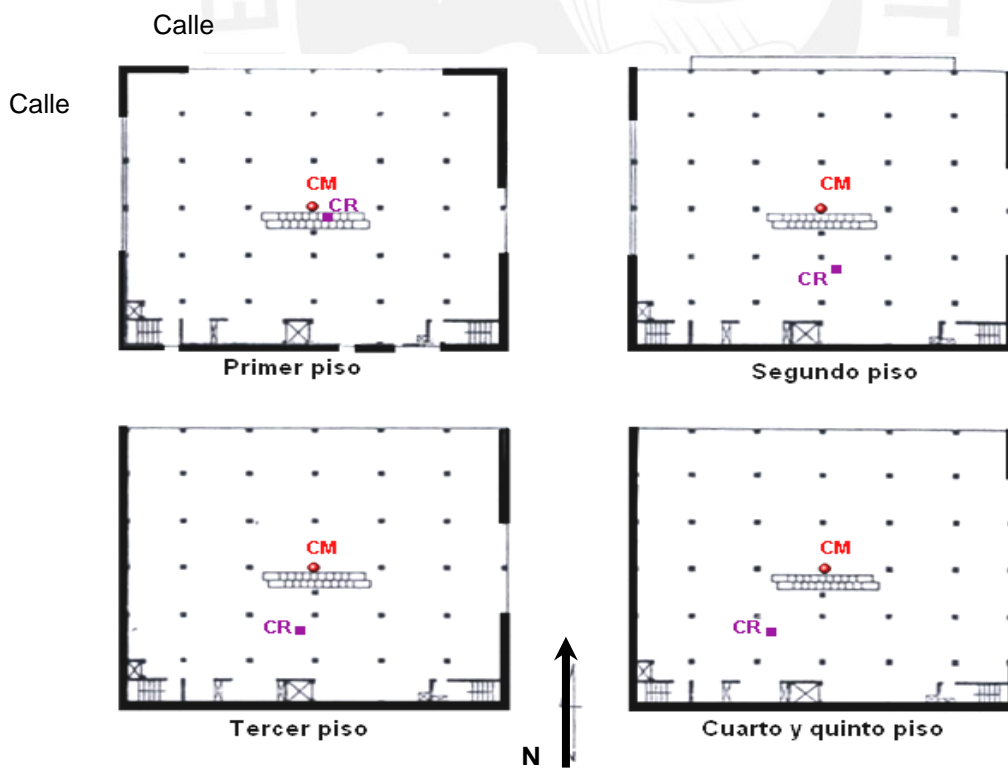 Calle
Calle
CM
CR
Primer piso
CM
CR
Segundo piso
CM
CR
Tercer piso
CM
CR
Cuarto y quinto piso
N